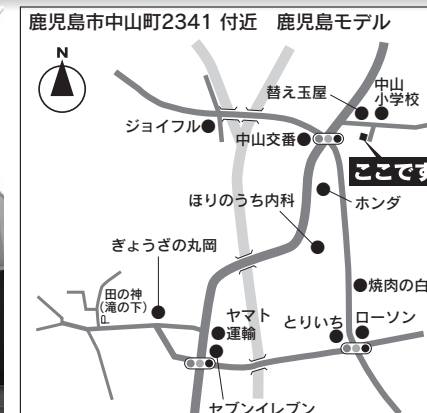 鹿児島市中山町2341 付近　鹿児島モデル
N
替え玉屋
中山
小学校
ジョイフル
中山交番
ここです
ホンダ
ほりのうち内科
ぎょうざの丸岡
焼肉の白
田の神
(滝の下)
P
ヤマト
運輸
とりいち
ローソン
セブンイレブン